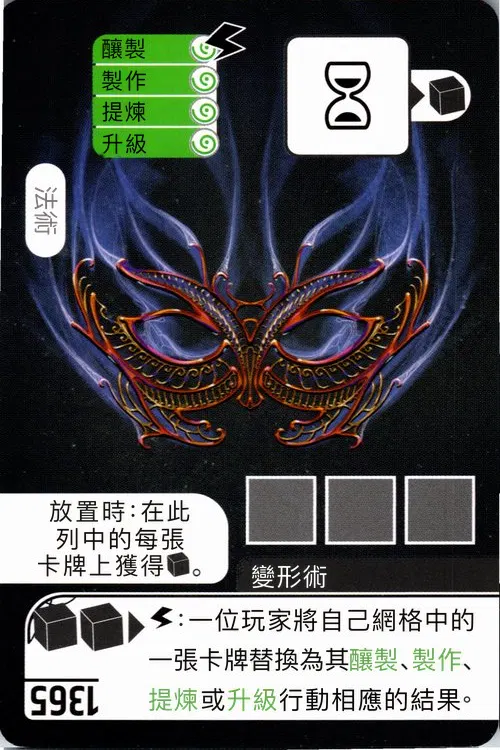 釀製
製作
提煉
升級
法術
放置時：在此
列中的每張
卡牌上獲得。
變形術
：一位玩家將自己網格中的
一張卡牌替換為其釀製、製作、
提煉或升級行動相應的結果。
1365